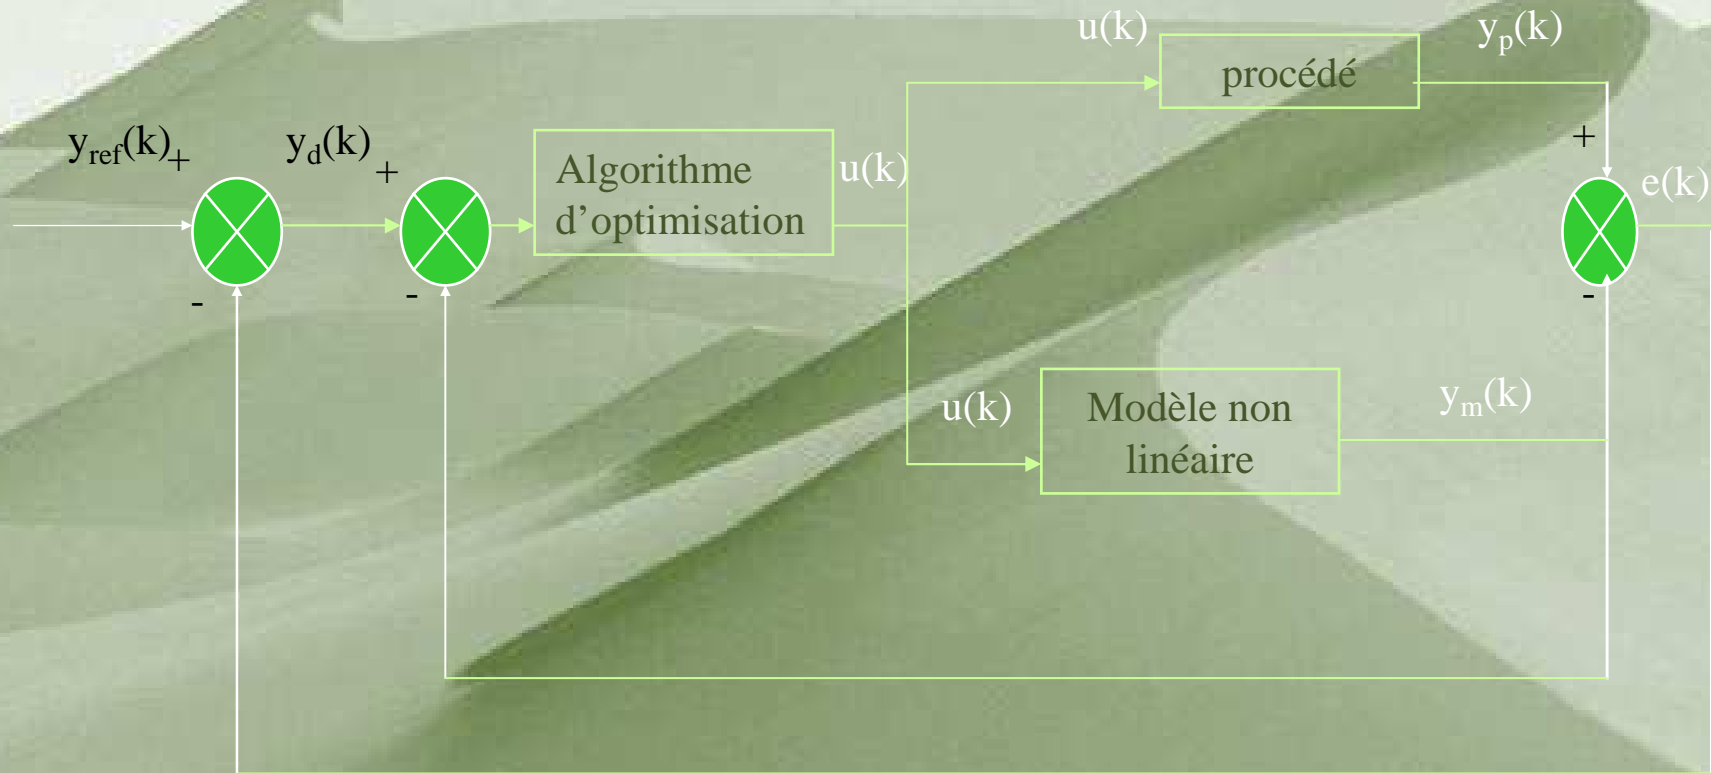 u(k)
y_p(k)
procédé
y_ref(k)
+
y_d(k)
+
Algorithme
d’optimisation
u(k)
+
e(k)
-
-
-
u(k)
Modèle non
linéaire
y_m(k)